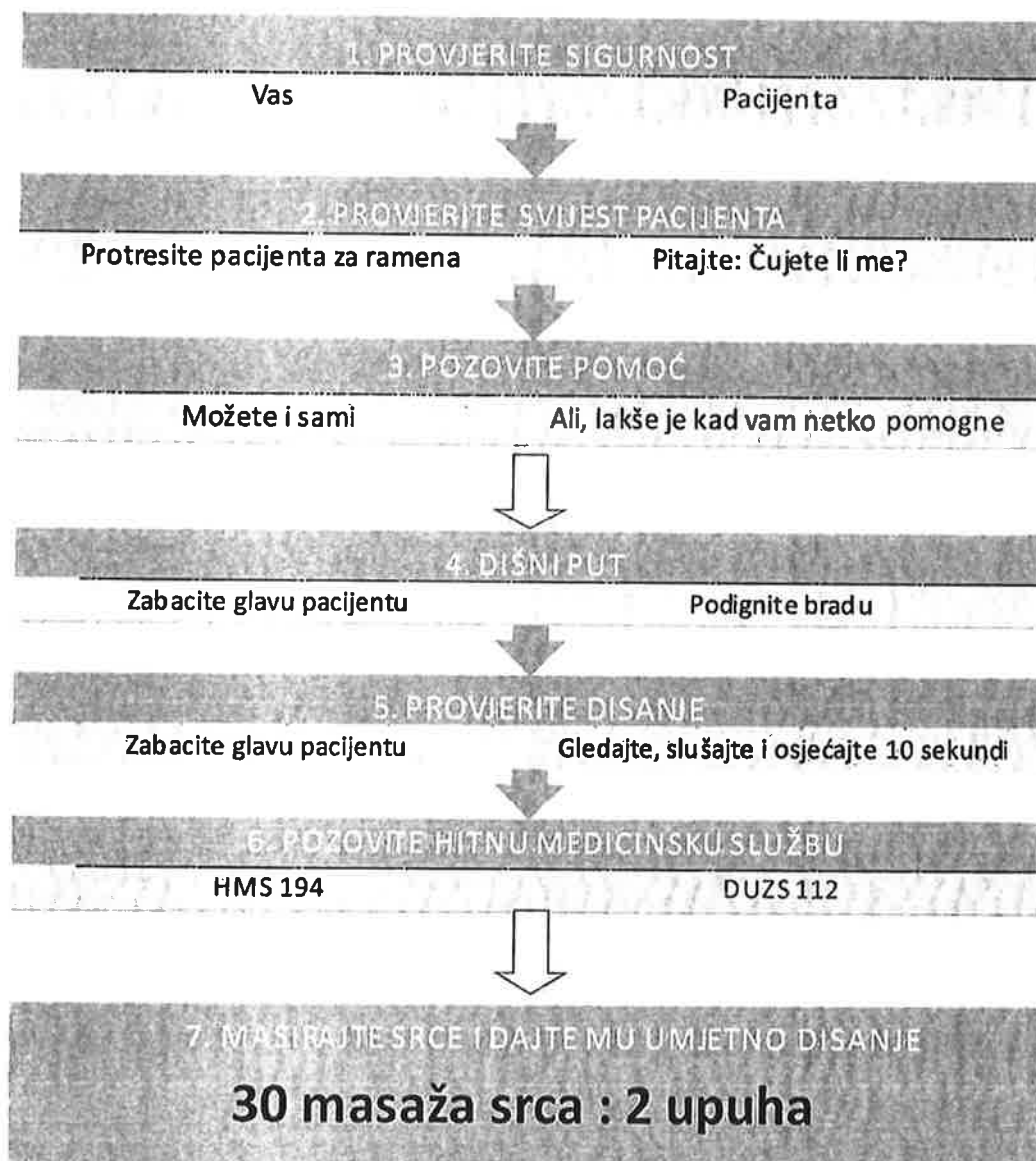 1. PROVJERITE SIGURNOST
Vas Pacijenta
2. PROVJERITE SVIJEST PACIJENTA
Protresite pacijenta za ramena Pitajte: Čujete li me?
3. POZOVITE POMOĆ
Možete i sami Ali, lakše je kad vam netko pomogne
4. DIŠNI PUT
Zabacite glavu pacijentu Podignite bradu
5. PROVJERITE DISANJE
Zabacite glavu pacijentu Gledajte, slušajte i osjećajte 10 sekundi
6. POZOVITE HITNU MEDICINSKU SLUŽBU
HMS 194 DUZS 112
7. MASIRAJTE SRCE I DAJTE MU UMJETNO DISANJE
30 masaža srca : 2 upuha